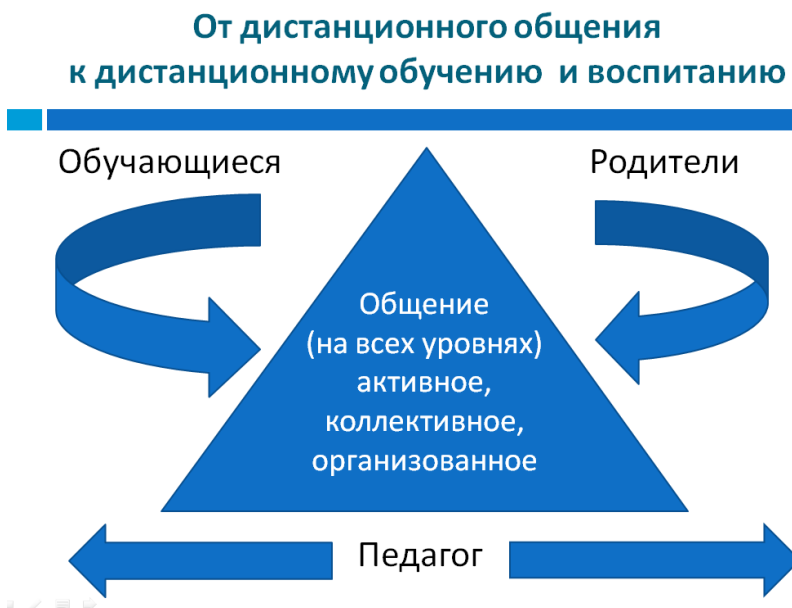 От дистанционного общения
к дистанционному обучению и воспитанию
Обучающиеся
Родители
Общение
(на всех уровнях)
активное,
коллективное,
организованное
Педагог